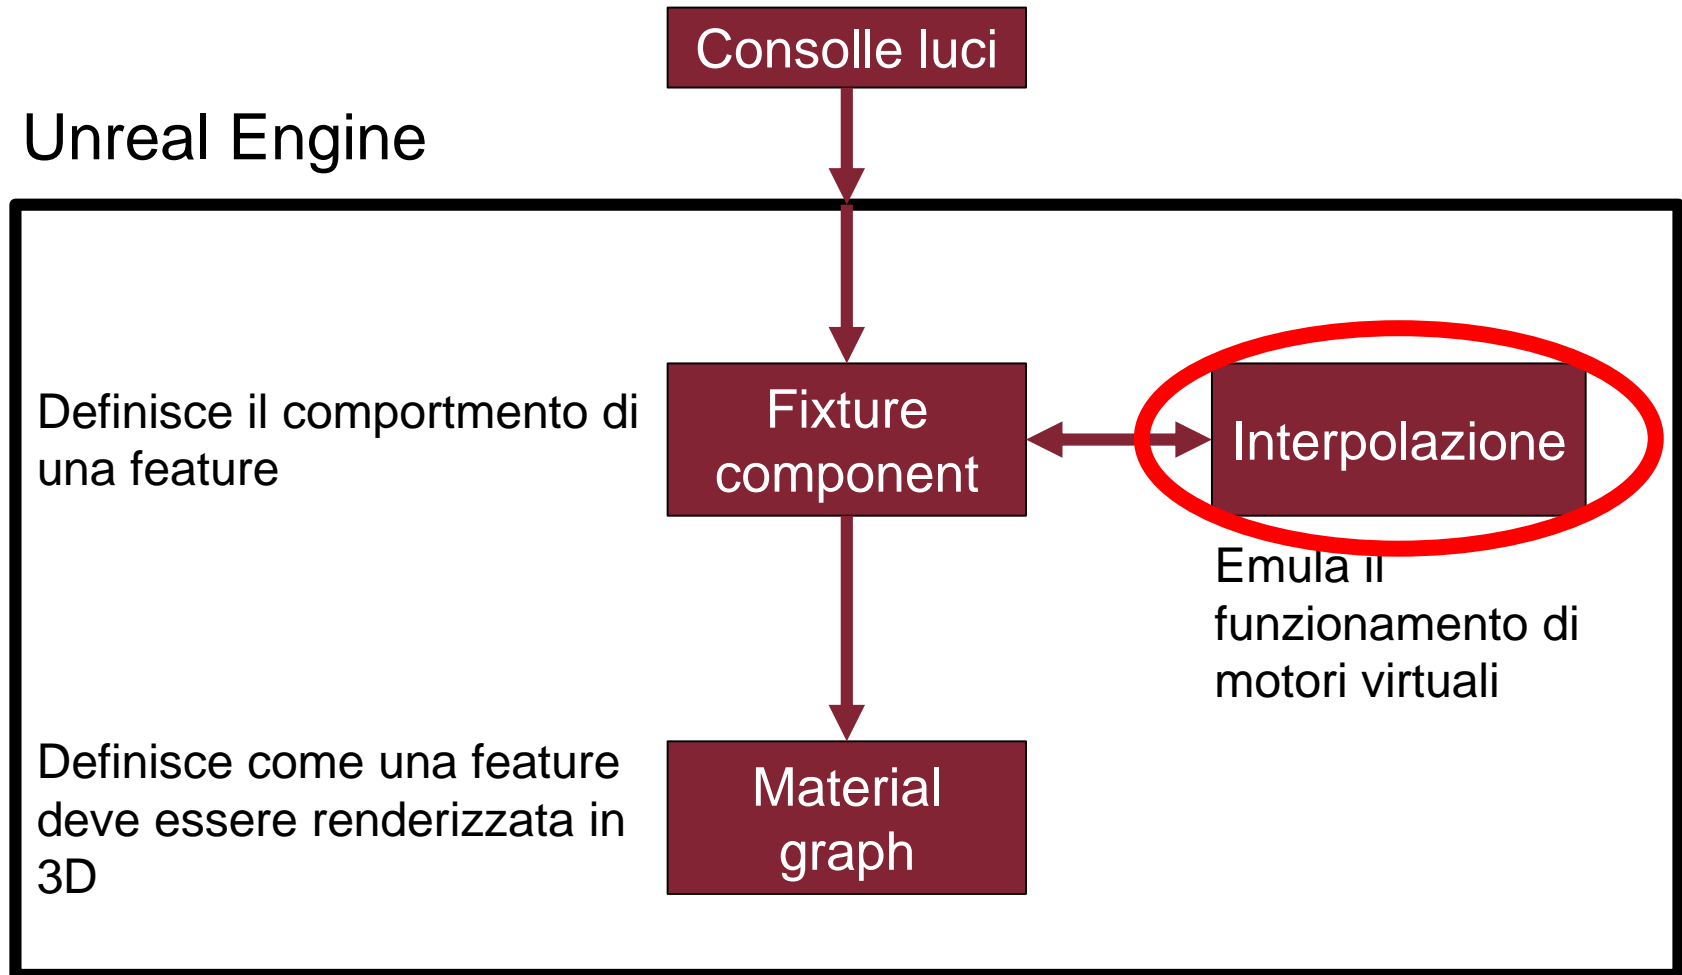 Consolle luci
Unreal Engine
Definisce il comportmento di
una feature
Fixture
component
Interpolazione
Emula il
funzionamento di
motori virtuali
Definisce come una feature
deve essere renderizzata in
3D
Material
graph